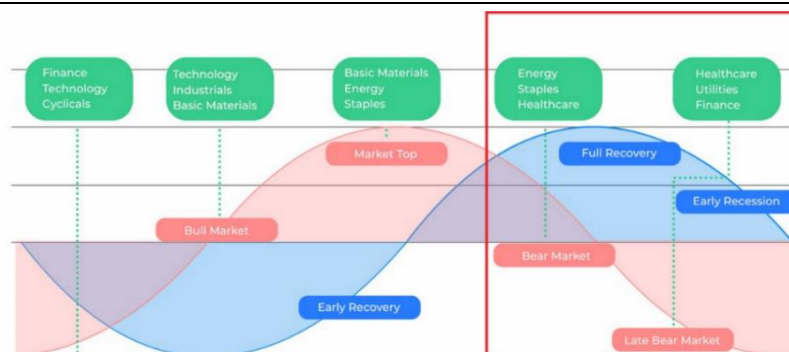 Finance
Technology
Cyclicals
Technology
Industrials
Basic Materials
Basic Materials
Energy
Staples
Energy
Staples
Healthcare
Healthcare
Utilities
Finance
Market Top
Full Recovery
Early Recession
Bull Market
Bear Market
Early Recovery
Late Bear Market